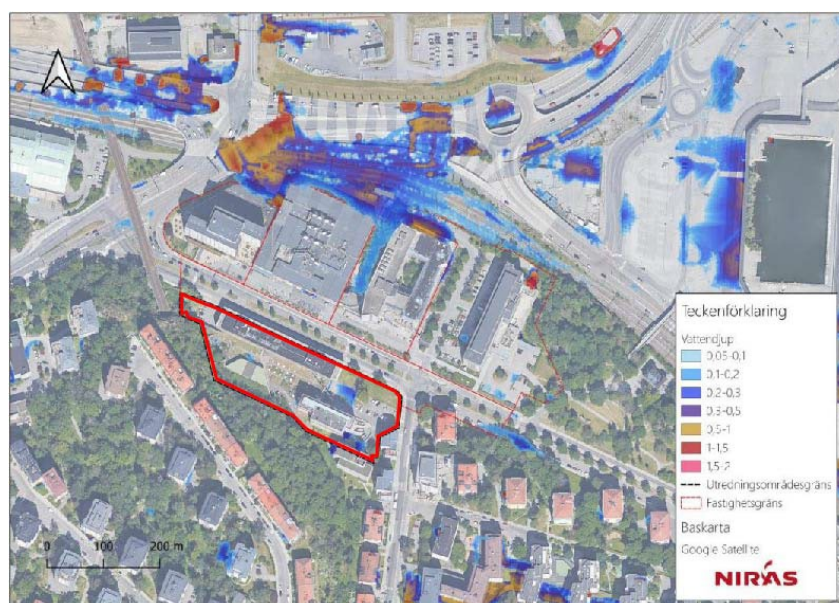 0
100
200 m
Teckenförklaring
Vattendjup
0,05-0,1
0,1-0,2
0,2-0,3
0,3-0,5
0,5-1
1-1,5
1,5-2
Utredningsområdesgräns
Fastighetsgräns
Baskarta
Google Satellite
NIRAS